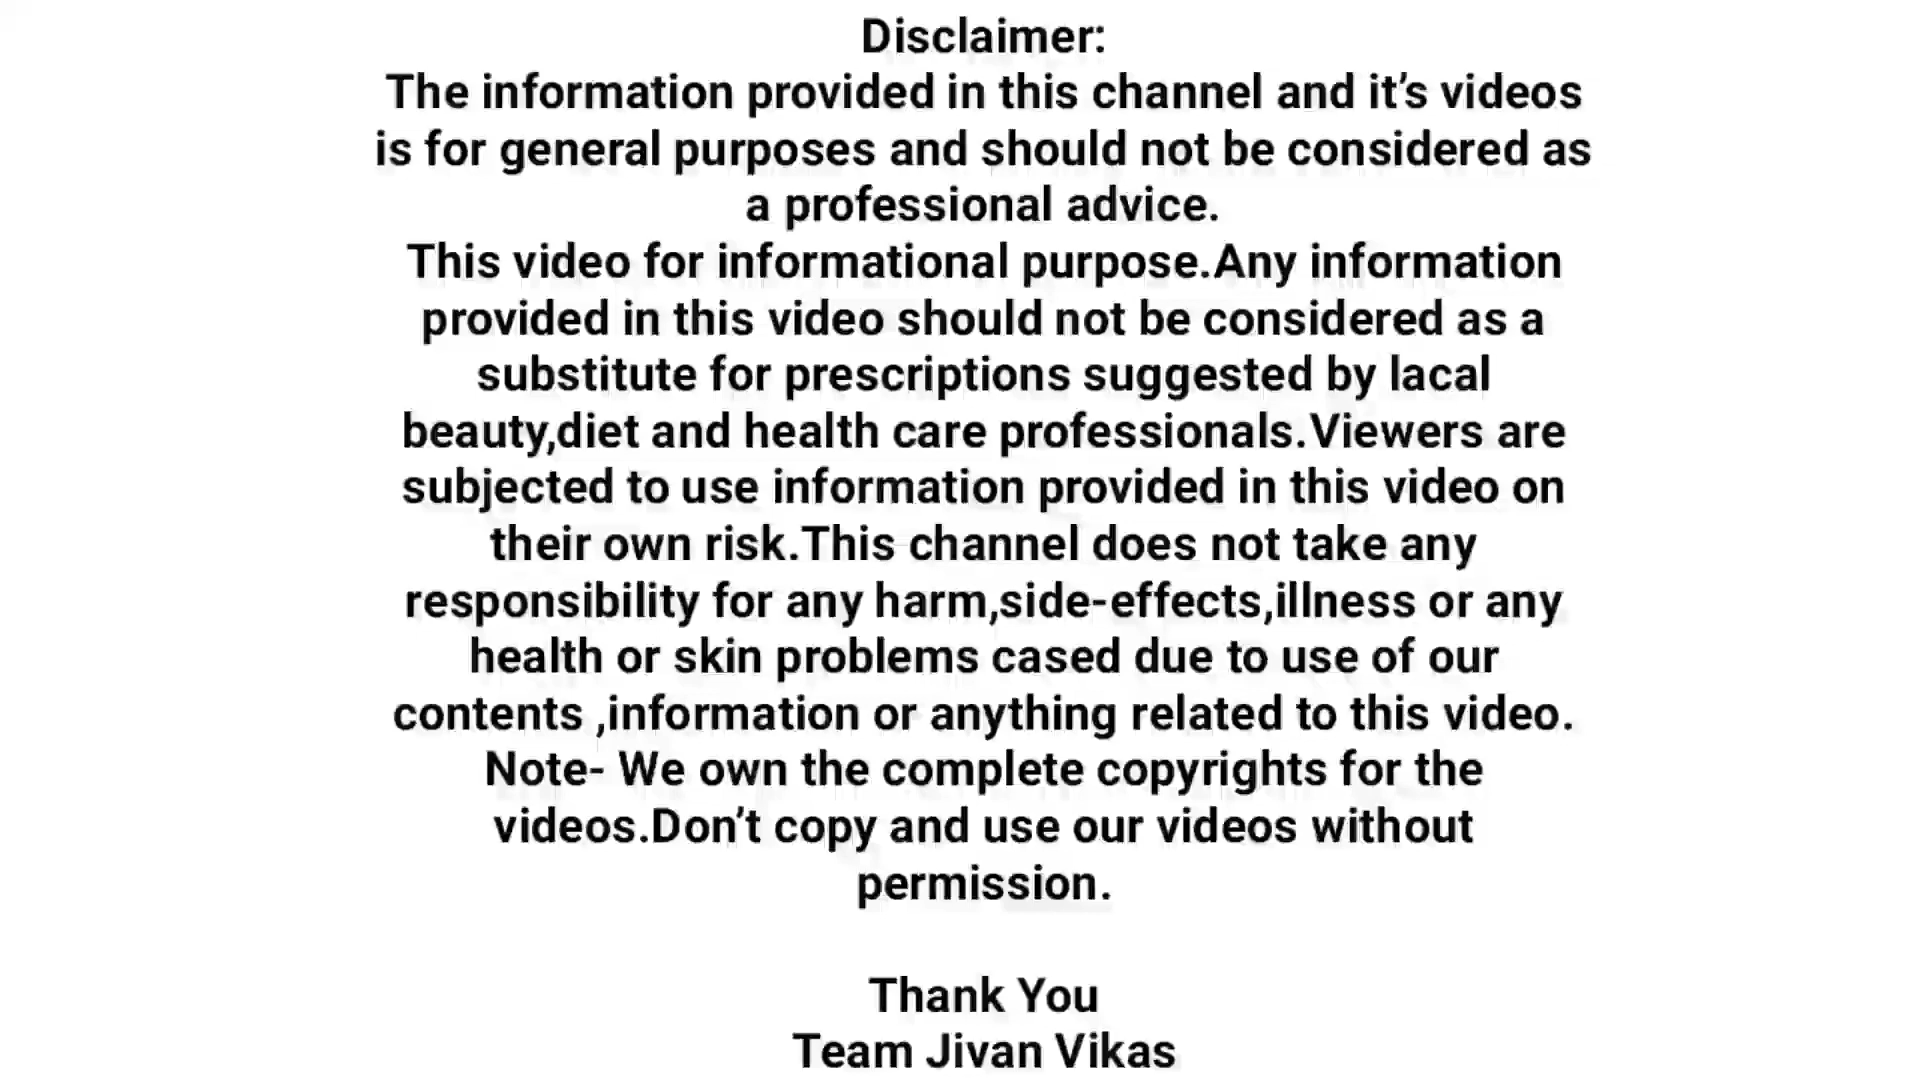 Disclaimer:
The information provided in this channel and it’s videos
is for general purposes and should not be considered as
a professional advice.
This video for informational purpose.Any information
provided in this video should not be considered as a
substitute for prescriptions suggested by lacal
beauty,diet and health care professionals.Viewers are
subjected to use information provided in this video on
their own risk.This channel does not take any
responsibility for any harm,side-effects,illness or any
health or skin problems cased due to use of our
contents ,information or anything related to this video.
Note- We own the complete copyrights for the
videos.Don’t copy and use our videos without
permission.
Thank You
Team Jivan Vikas